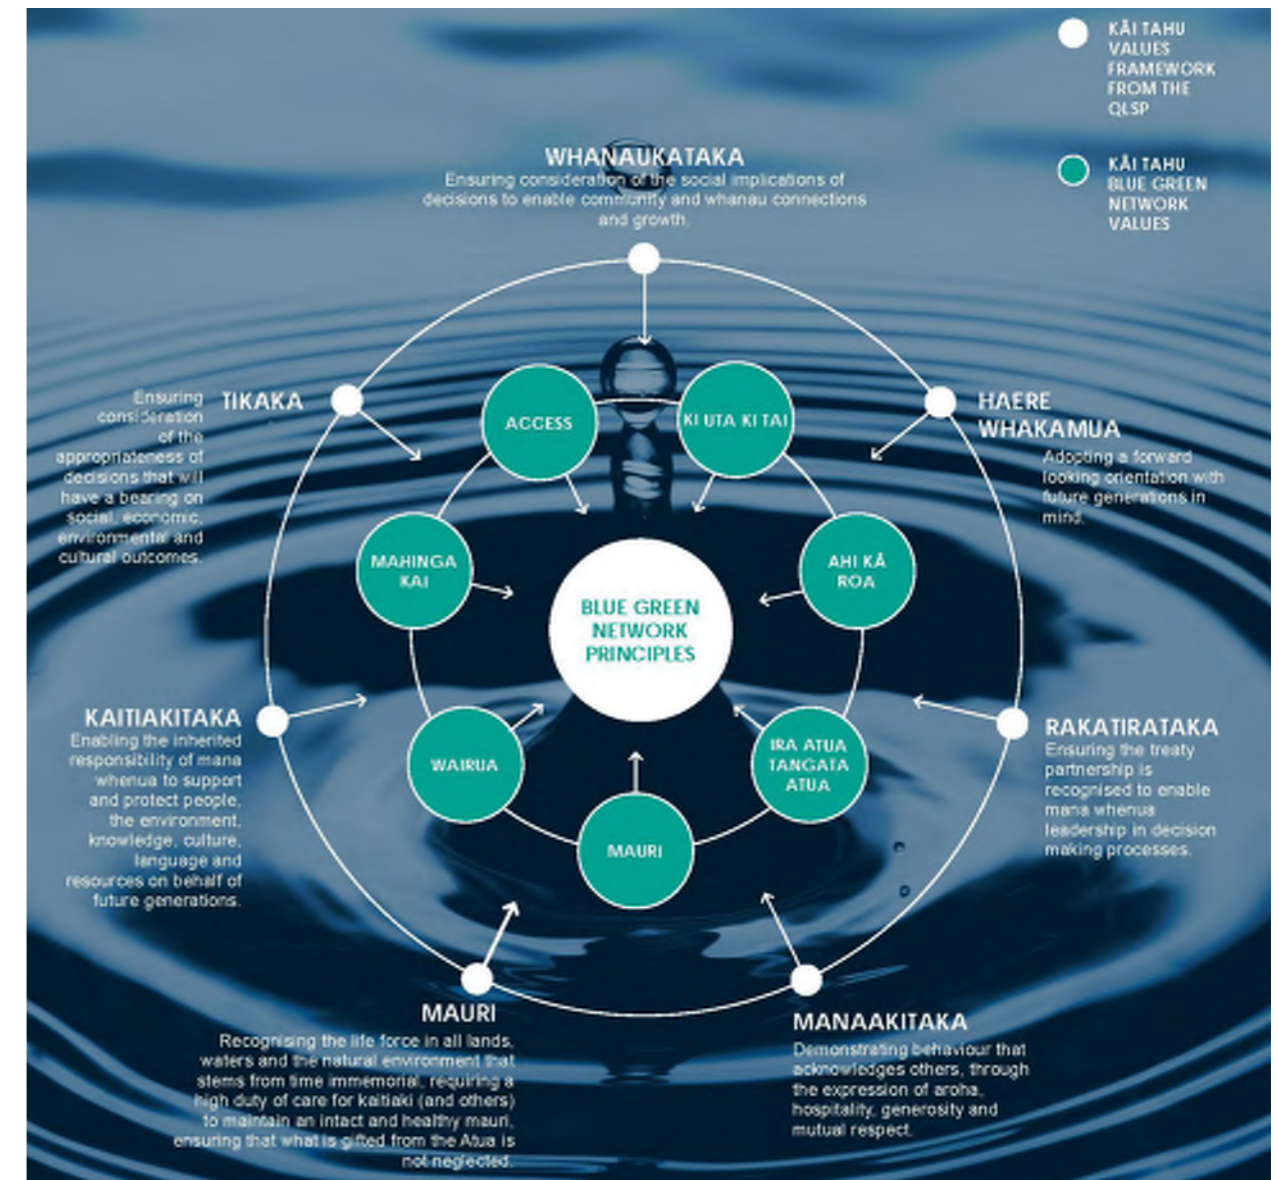 KĀI TAHU
VALUES
FRAMEWORK
FROM THE
QLSP
KĀI TAHU
BLUE GREEN
NETWORK
VALUES
WHANAUKATAKA
Ensuring consideration of the social implications of
decisions to enable community and whanau connections
and growth.
TIKAKA
Ensuring
consideration
of the
appropriateness of
decisions that will
have a bearing on
social, economic,
environmental and
cultural outcomes.
HAERE
WHAKAMUA
Adopting a forward
looking orientation with
future generations in
mind.
ACCESS
KI UTA KI TAI
MAHINGA
KAI
AHI KĀ
ROA
BLUE GREEN
NETWORK
PRINCIPLES
WAIRUA
IRA ATUA
TANGATA
ATUA
MAURI
KAITIAKITAKA
Enabling the inherited
responsibility of mana
whenua to support
and protect people,
the environment,
knowledge, culture,
language and
resources on behalf of
future generations.
RAKATIRATAKA
Ensuring the treaty
partnership is
recognised to enable
mana whenua
leadership in decision
making processes.
MAURI
Recognising the life force in all lands,
waters and the natural environment that
stems from time immemorial, requiring a
high duty of care for kaitiaki (and others)
to maintain an intact and healthy mauri,
ensuring that what is gifted from the Atua is
not neglected.
MANAAKITAKA
Demonstrating behaviour that
acknowledges others, through
the expression of aroha,
hospitality, generosity and
mutual respect.